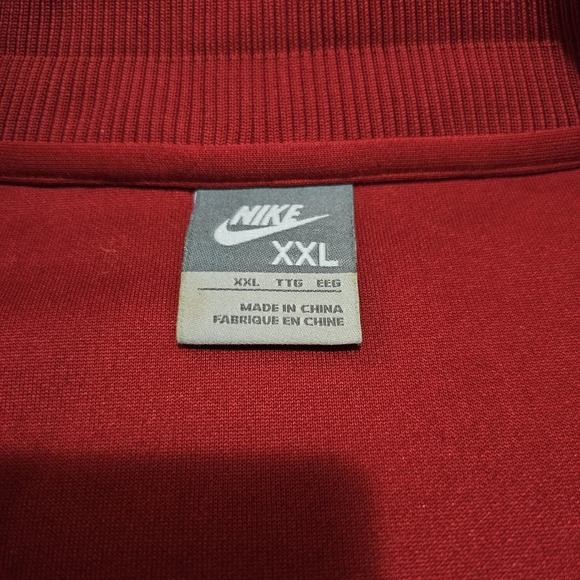 NIKE
XXL
XXL TTG EEG
MADE IN CHINA
FABRIQUE EN CHINE